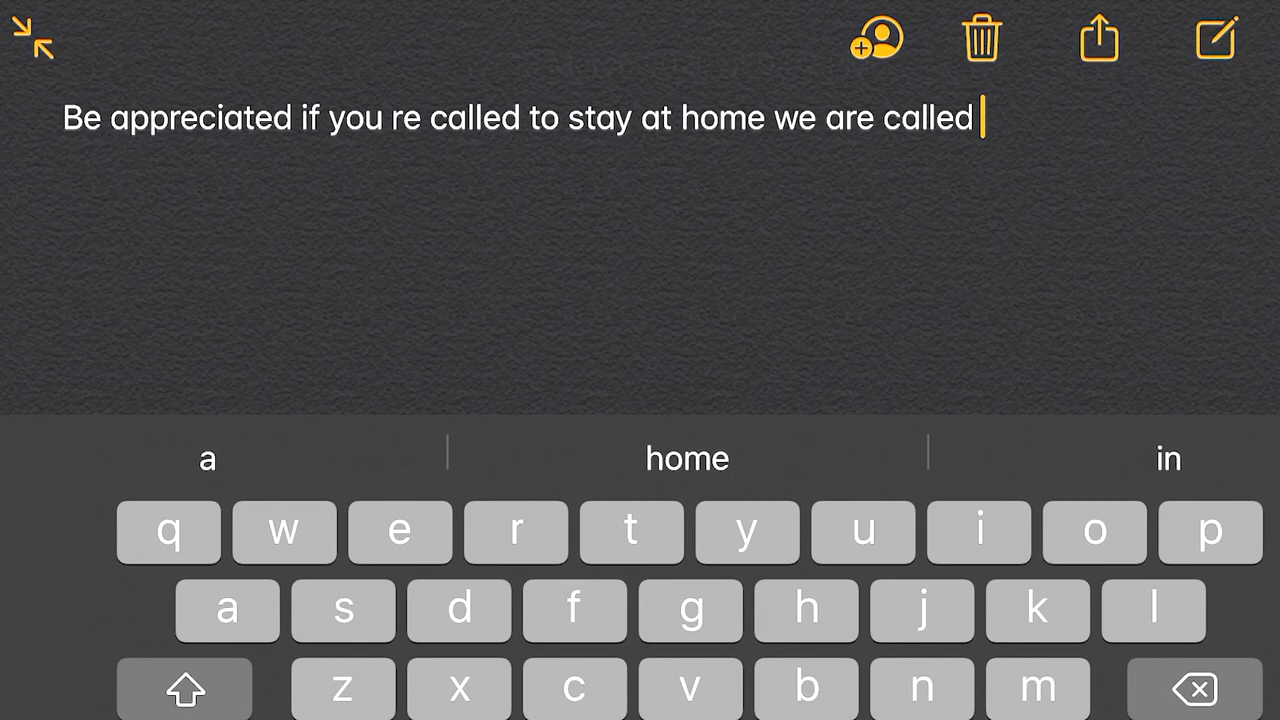 Be appreciated if you re called to stay at home we are called
a home in
q w e r t y u i o p
a s d f g h j k l
z x c v b n m